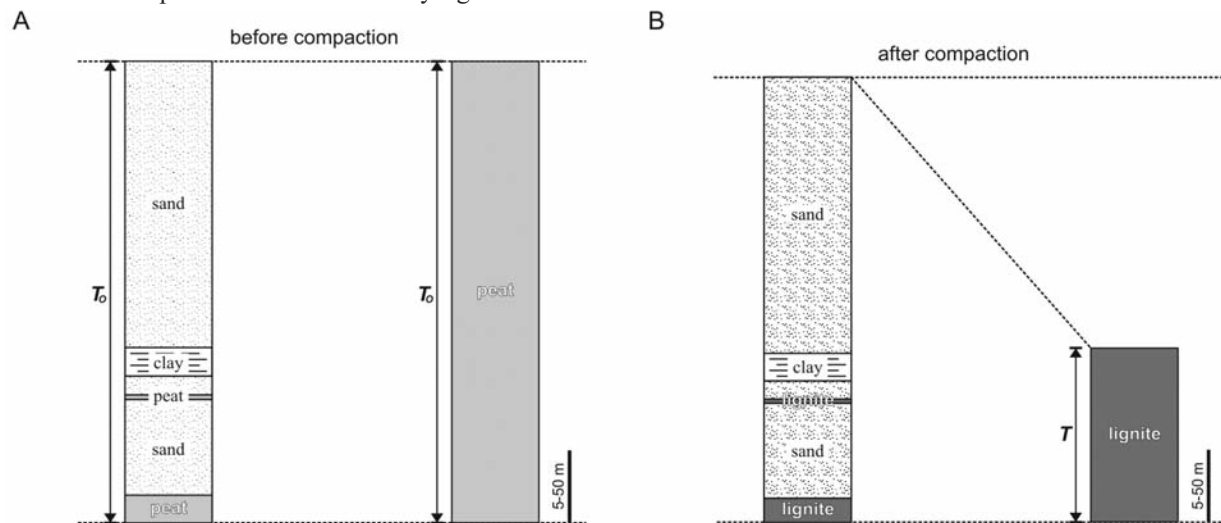 A
before compaction
T₀
sand
clay
peat
sand
peat
T₀
peat
5-50 m
B
after compaction
sand
clay
lignite
sand
lignite
T
lignite
5-50 m